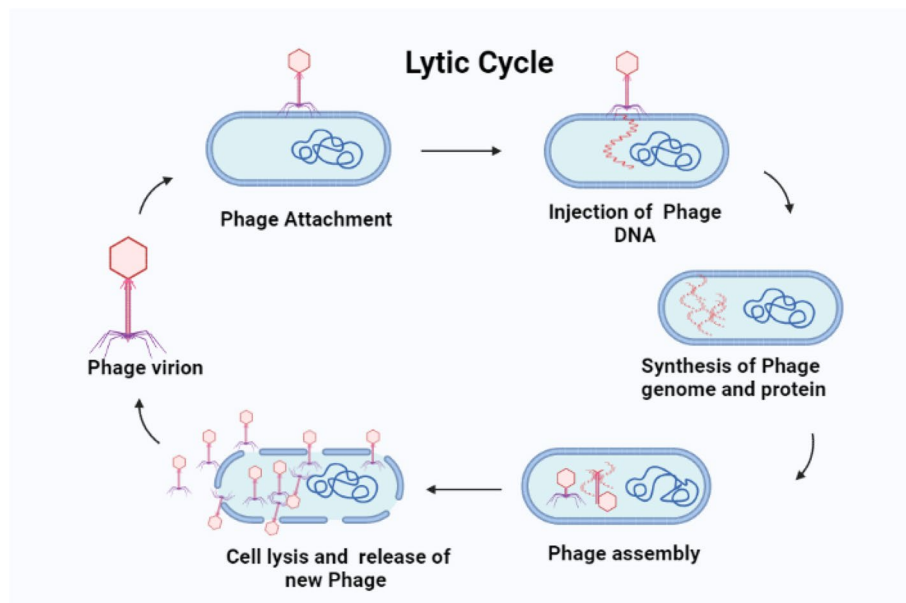 Lytic Cycle
Phage Attachment
Injection of Phage
DNA
Synthesis of Phage
genome and protein
Phage assembly
Cell lysis and release of
new Phage
Phage virion